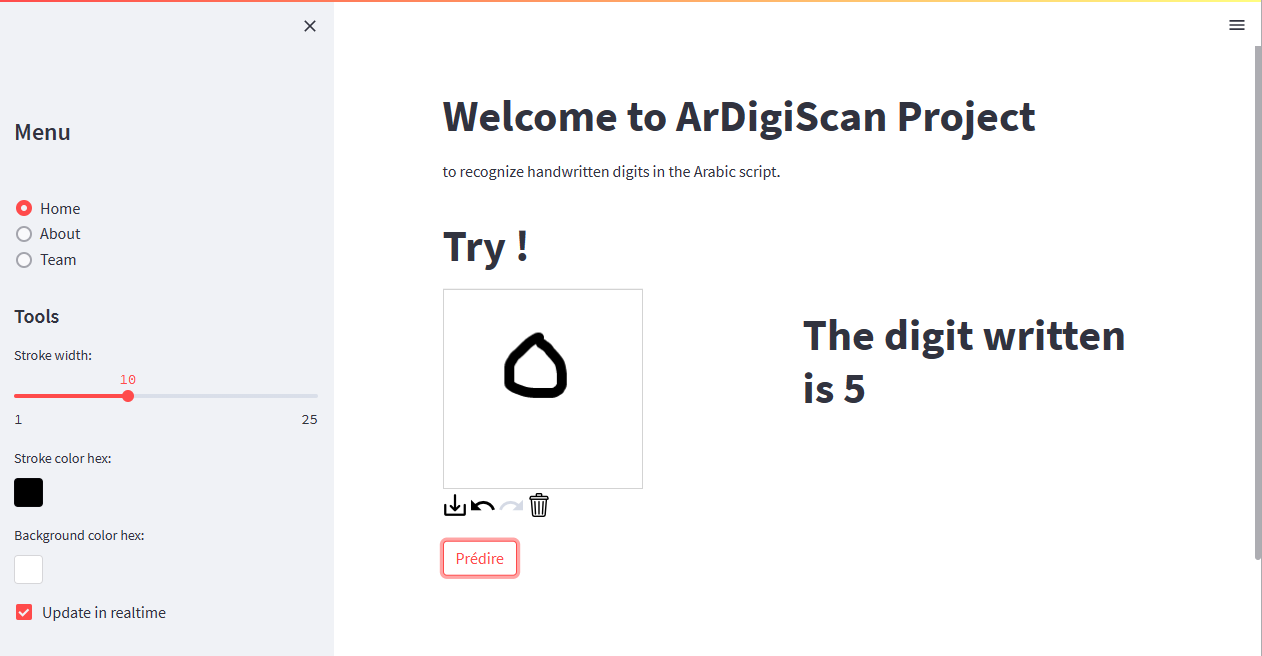 Menu
Home
About
Team
Tools
Stroke width:
10
1 25
Stroke color hex:
Background color hex:
Update in realtime
Welcome to ArDigiScan Project
to recognize handwritten digits in the Arabic script.
Try !
٥
The digit written
is 5
Prédire